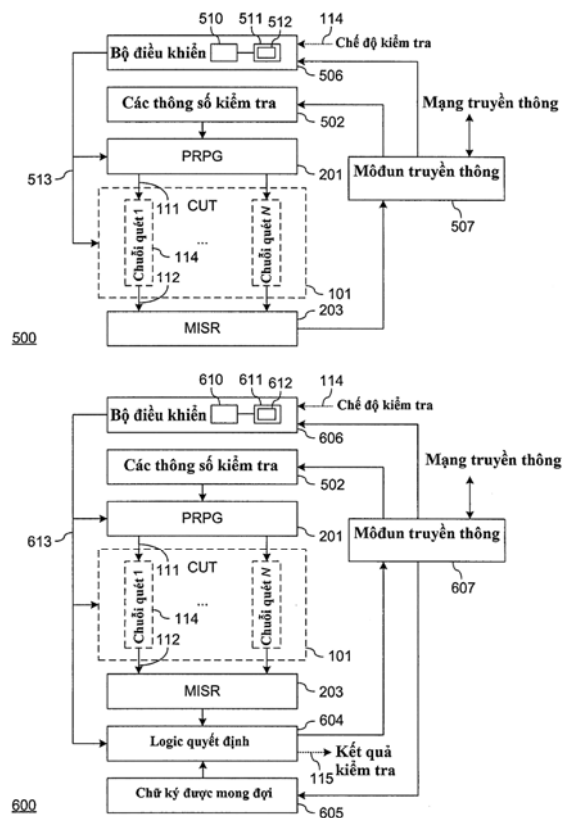 510
511
512
114
Bộ điều khiển
Chế độ kiểm tra
506
Các thông số kiểm tra
Mạng truyền thông
502
PRPG
Môđun truyền thông
513
201
111
CUT
507
Chuỗi quét 1
...
Chuỗi quét N
114
112
101
MISR
203
500
610
611
612
114
Bộ điều khiển
Chế độ kiểm tra
606
Các thông số kiểm tra
Mạng truyền thông
502
PRPG
Môđun truyền thông
613
201
111
CUT
607
Chuỗi quét 1
...
Chuỗi quét N
114
112
101
MISR
203
604
Logic quyết định
Kết quả
115
kiểm tra
Chữ ký được mong đợi
600
605